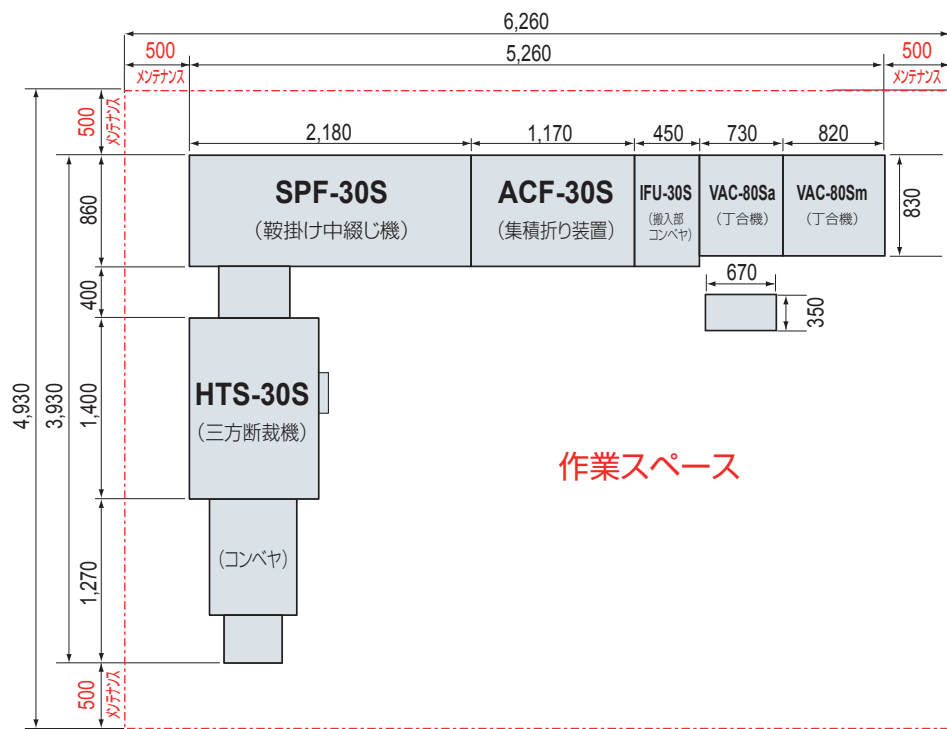 6,260
500
5,260
500
メンテナンス
メンテナンス
500
メンテナンス
2,180
1,170
450
730
820
SPF-30S
(鞍掛け中綴じ機)
ACF-30S
(集積折り装置)
IFU-30S
(搬入部
コンベヤ)
VAC-80Sa
(丁合機)
VAC-80Sm
(丁合機)
860
830
400
670
350
4,930
3,930
1,400
HTS-30S
(三方断裁機)
作業スペース
1,270
(コンベヤ)
500
メンテナンス